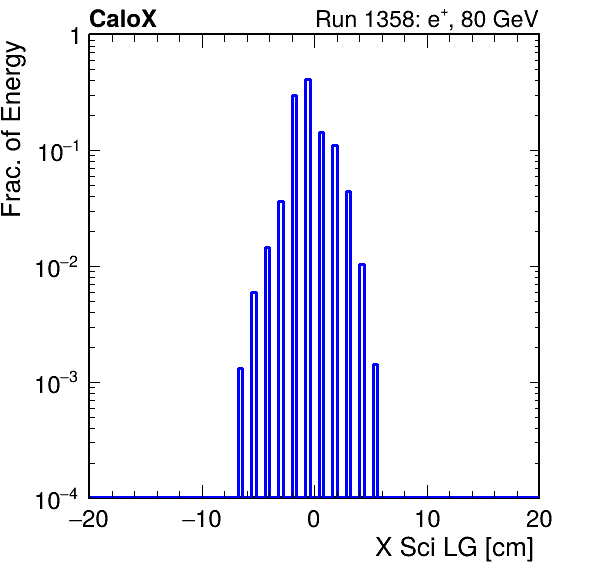 CaloX Run 1358: e⁺, 80 GeV
Frac. of Energy
1
10⁻¹
10⁻²
10⁻³
10⁻⁴
−20 −10 0 10 20
X Sci LG [cm]